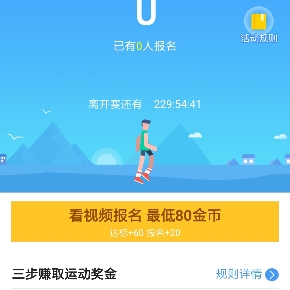 0
活动规则
已有0人报名
离开赛还有 229:54:41
看视频报名 最低80金币
达标+60 报名+20
三步赚取运动奖金
规则详情